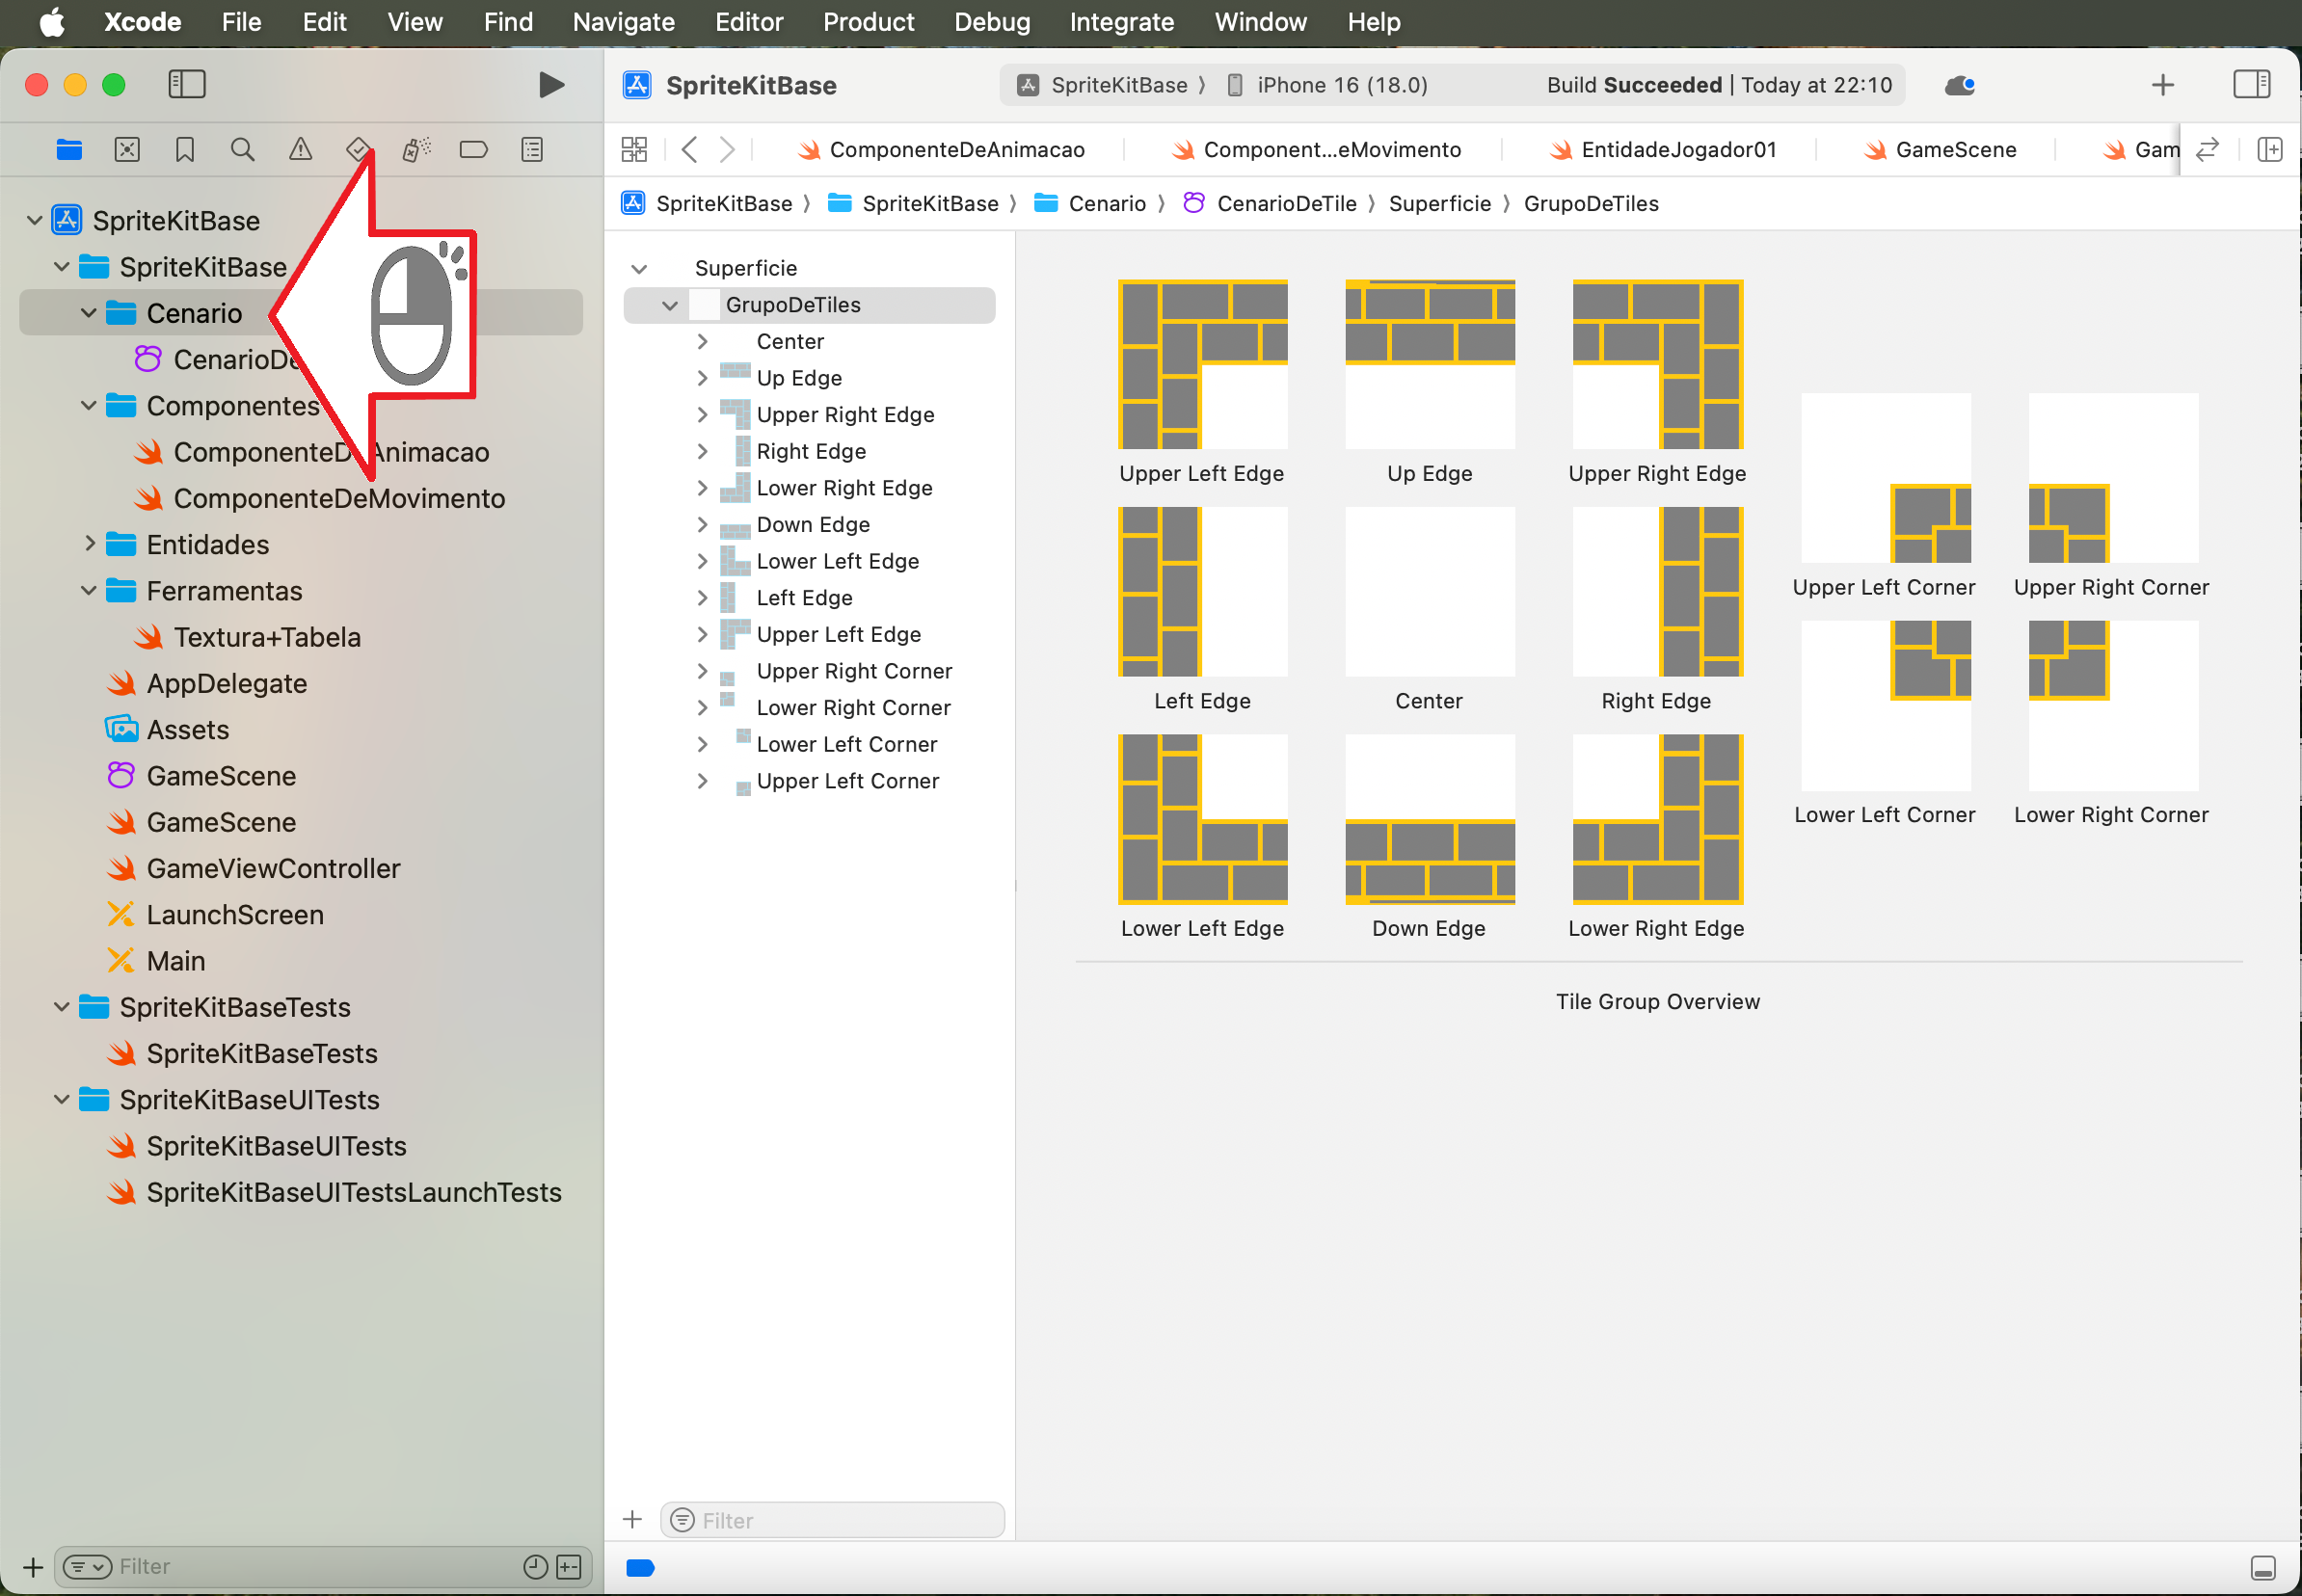 Xcode File Edit View Find Navigate Editor Product Debug Integrate Window Help
SpriteKitBase
SpriteKitBase 〉 iPhone 16 (18.0)
Build Succeeded | Today at 22:10
ComponenteDeAnimacao
Component...eMovimento
EntidadeJogador01
GameScene
Gam
SpriteKitBase 〉 SpriteKitBase 〉 Cenario 〉 CenarioDeTile 〉 Superficie 〉 GrupoDeTiles
SpriteKitBase
SpriteKitBase
Cenario
CenarioDe
Componentes
ComponenteD Animacao
ComponenteDeMovimento
Entidades
Ferramentas
Textura+Tabela
AppDelegate
Assets
GameScene
GameScene
GameViewController
LaunchScreen
Main
SpriteKitBaseTests
SpriteKitBaseTests
SpriteKitBaseUITests
SpriteKitBaseUITests
SpriteKitBaseUITestsLaunchTests
Filter
Superficie
GrupoDeTiles
Center
Up Edge
Upper Right Edge
Right Edge
Lower Right Edge
Down Edge
Lower Left Edge
Left Edge
Upper Left Edge
Upper Right Corner
Lower Right Corner
Lower Left Corner
Upper Left Corner
Filter
Upper Left Edge
Up Edge
Upper Right Edge
Upper Left Corner
Upper Right Corner
Left Edge
Center
Right Edge
Lower Left Corner
Lower Right Corner
Lower Left Edge
Down Edge
Lower Right Edge
Tile Group Overview